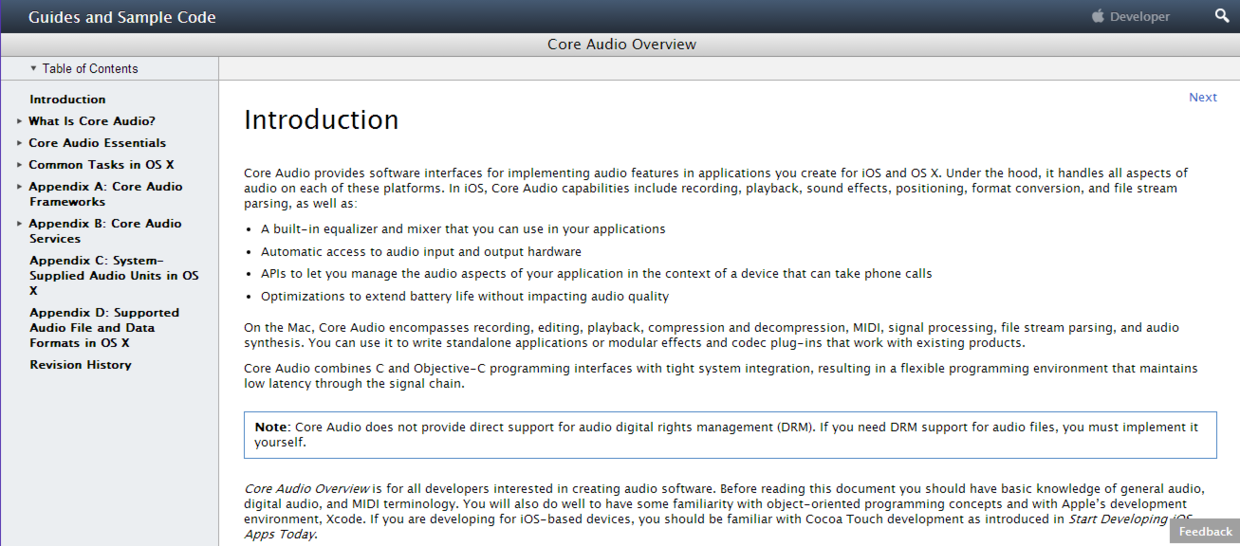 Guides and Sample Code
Developer
Core Audio Overview
Table of Contents
Introduction
What Is Core Audio?
Core Audio Essentials
Common Tasks in OS X
Appendix A: Core Audio
Frameworks
Appendix B: Core Audio
Services
Appendix C: System-
Supplied Audio Units in OS
X
Appendix D: Supported
Audio File and Data
Formats in OS X
Revision History
Next
Introduction
Core Audio provides software interfaces for implementing audio features in applications you create for iOS and OS X. Under the hood, it handles all aspects of
audio on each of these platforms. In iOS, Core Audio capabilities include recording, playback, sound effects, positioning, format conversion, and file stream
parsing, as well as:
• A built-in equalizer and mixer that you can use in your applications
• Automatic access to audio input and output hardware
• APIs to let you manage the audio aspects of your application in the context of a device that can take phone calls
• Optimizations to extend battery life without impacting audio quality
On the Mac, Core Audio encompasses recording, editing, playback, compression and decompression, MIDI, signal processing, file stream parsing, and audio
synthesis. You can use it to write standalone applications or modular effects and codec plug-ins that work with existing products.
Core Audio combines C and Objective-C programming interfaces with tight system integration, resulting in a flexible programming environment that maintains
low latency through the signal chain.
Note: Core Audio does not provide direct support for audio digital rights management (DRM). If you need DRM support for audio files, you must implement it
yourself.
Core Audio Overview is for all developers interested in creating audio software. Before reading this document you should have basic knowledge of general audio,
digital audio, and MIDI terminology. You will also do well to have some familiarity with object-oriented programming concepts and with Apple's development
environment, Xcode. If you are developing for iOS-based devices, you should be familiar with Cocoa Touch development as introduced in Start Developing iOS
Apps Today.
Feedback